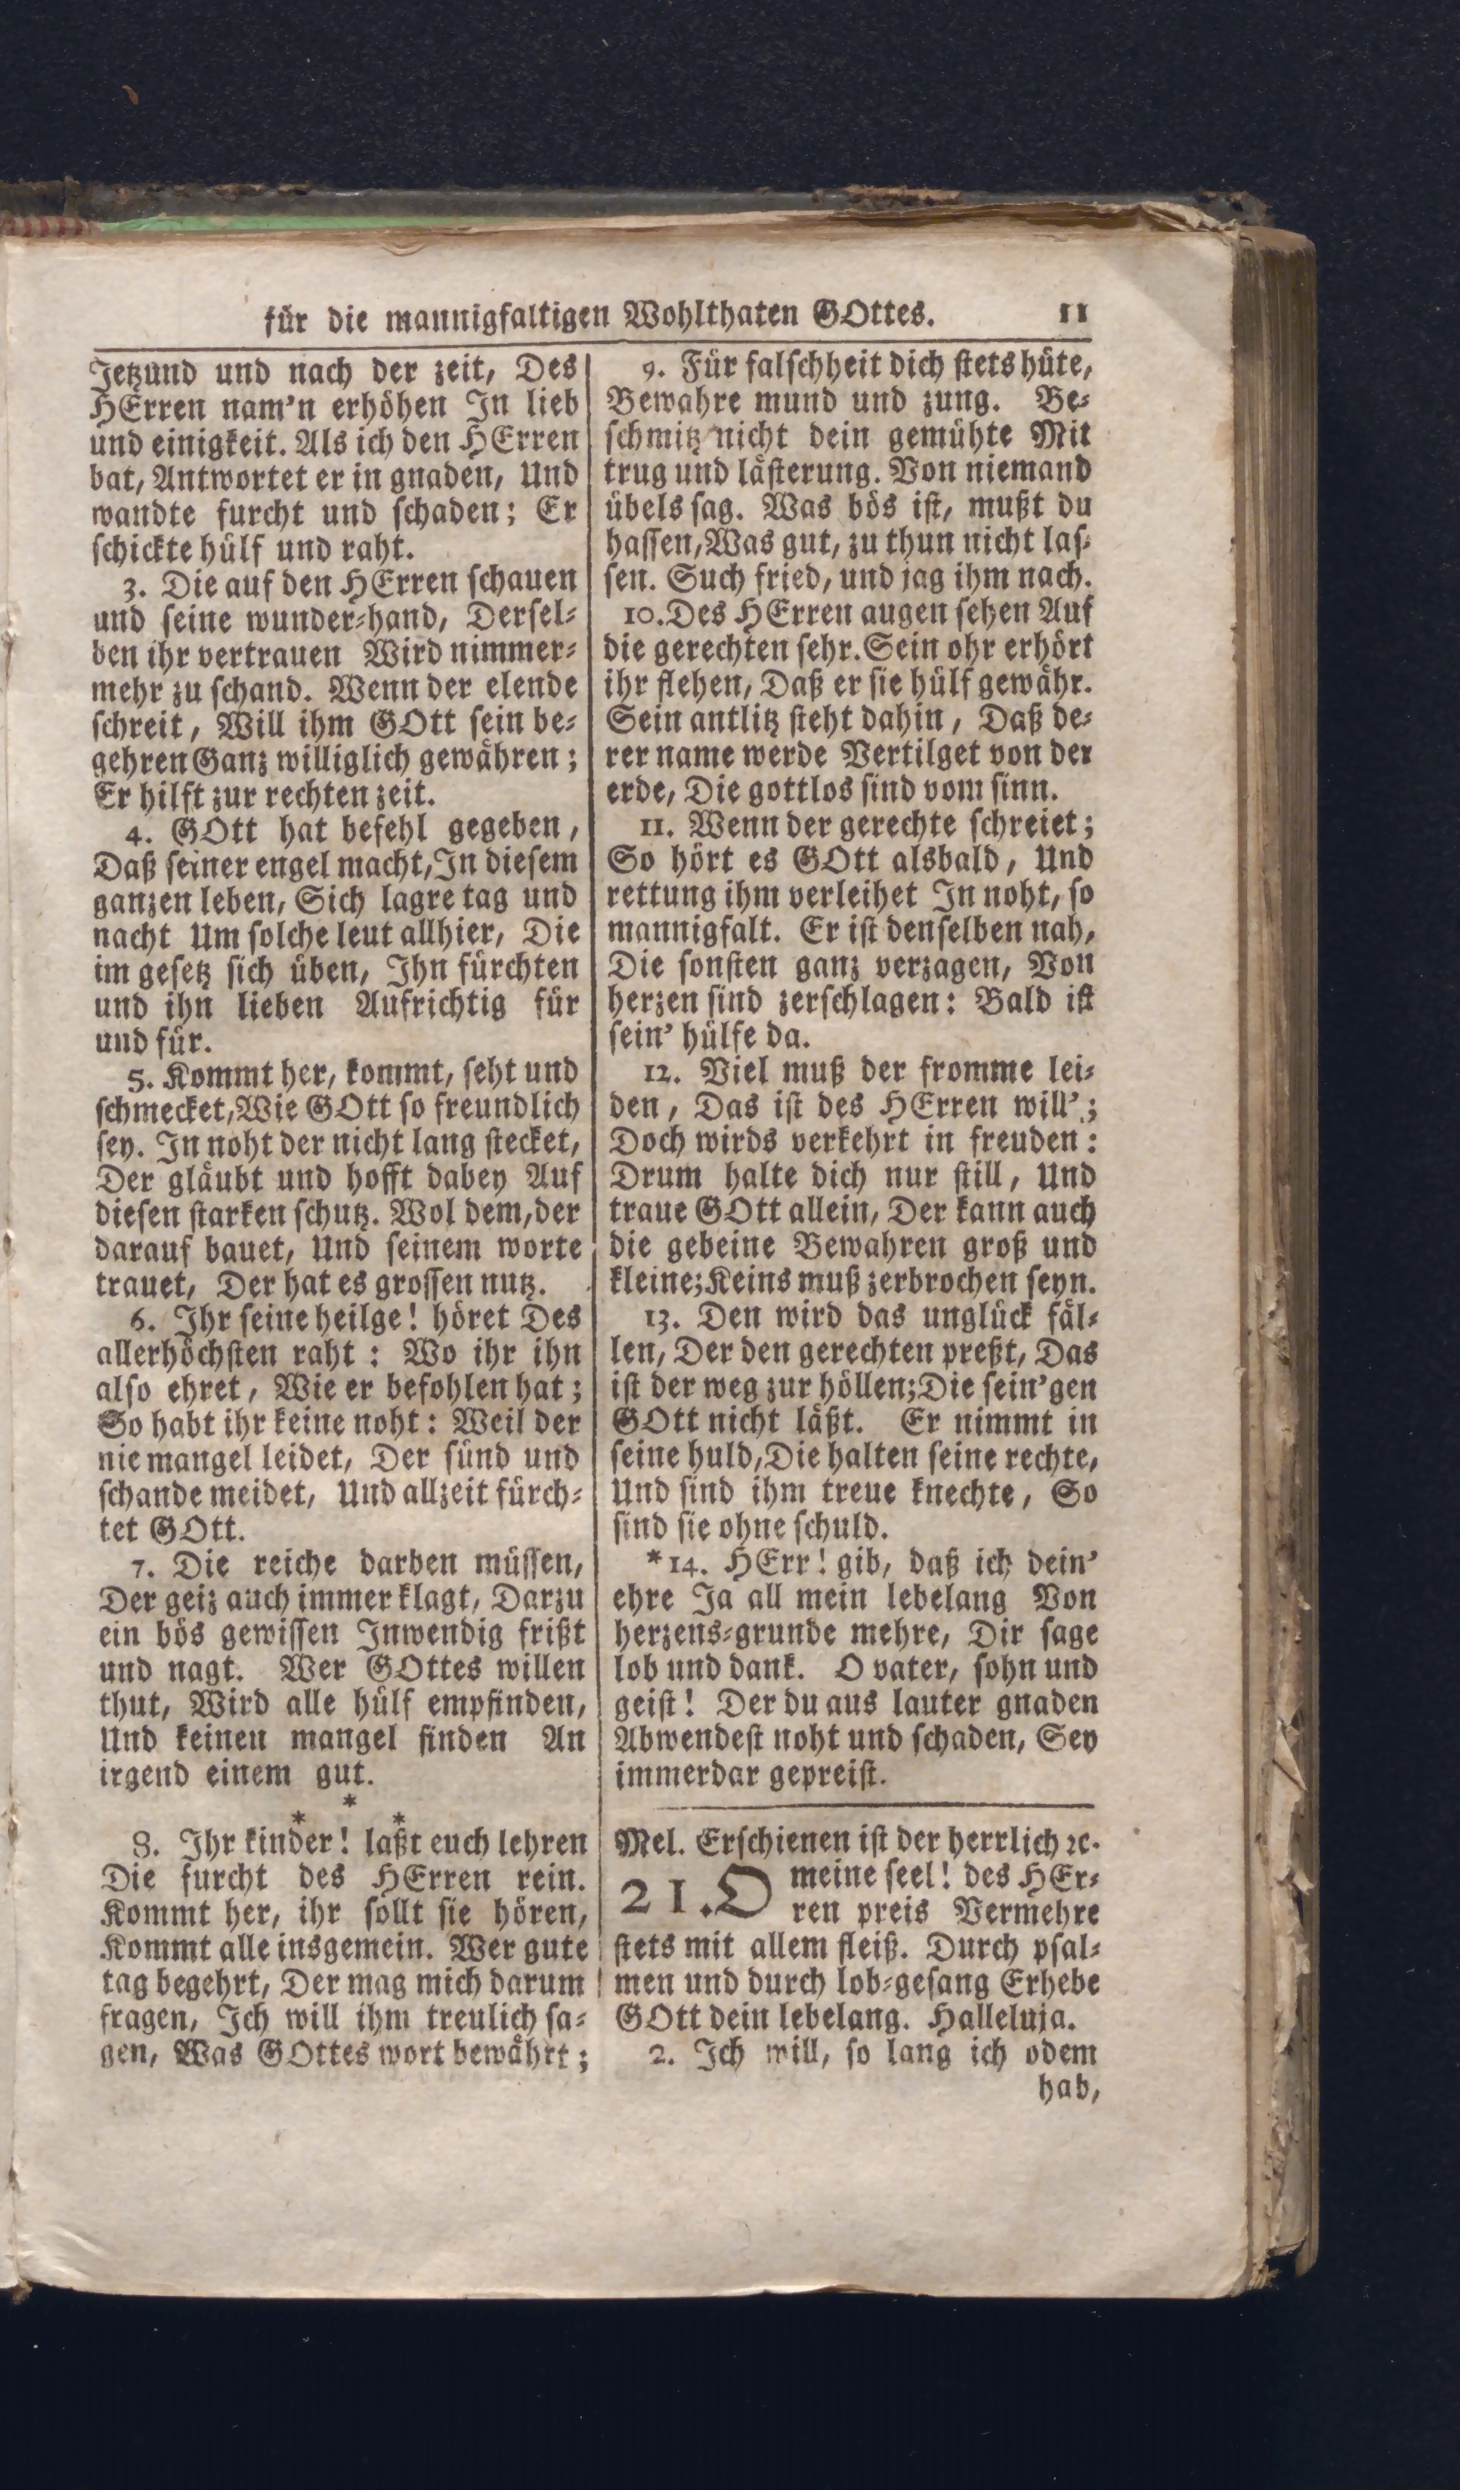 für die mannigfaltigen Wohlthaten GOttes. 11
Jetzund und nach der zeit, Des
HErren nam'n erhöhen In lieb
und einigkeit. Als ich den HErren
bat, Antwortet er in gnaden, Und
wandte furcht und schaden; Er
schickte hülf und raht.
3. Die auf den HErren schauen
und seine wunder-hand, Dersel-
ben ihr vertrauen Wird nimmer-
mehr zu schand. Wenn der elende
schreit, Will ihm GOtt sein be-
gehren Ganz williglich gewähren;
Er hilft zur rechten zeit.
4. GOtt hat befehl gegeben,
Daß seiner engel macht, In diesem
ganzen leben, Sich lagre tag und
nacht Um solche leut allhier, Die
im gesetz sich üben, Ihn fürchten
und ihn lieben Aufrichtig für
und für.
5. Kommt her, kommt, seht und
schmecket, Wie GOtt so freundlich
sey. In noht der nicht lang stecket,
Der gläubt und hofft dabey Auf
diesen starken schutz. Wol dem, der
darauf bauet, Und seinem worte
trauet, Der hat es grossen nutz.
6. Ihr seine heilge! höret Des
allerhöchsten raht: Wo ihr ihn
also ehret, Wie er befohlen hat;
So habt ihr keine noht: Weil der
nie mangel leidet, Der sünd und
schande meidet, Und allzeit fürch-
tet GOtt.
7. Die reiche darben müssen,
Der geiz auch immer klagt, Darzu
ein bös gewissen Inwendig frißt
und nagt. Wer GOttes willen
thut, Wird alle hülf empfinden,
Und keinen mangel finden An
irgend einem gut.
* * *
8. Ihr kinder! laßt euch lehren
Die furcht des HErren rein.
Kommt her, ihr sollt sie hören,
Kommt alle insgemein. Wer gute
tag begehrt, Der mag mich darum
fragen, Ich will ihm treulich sa-
gen, Was GOttes wort bewährt;
9. Für falschheit dich stets hüte,
Bewahre mund und zung. Be-
schmitz nicht dein gemühte Mit
trug und lästerung. Von niemand
übels sag. Was bös ist, mußt du
hassen, Was gut, zu thun nicht las-
sen. Such fried, und jag ihm nach.
10. Des HErren augen sehen Auf
die gerechten sehr. Sein ohr erhört
ihr flehen, Daß er sie hülf gewähr.
Sein antlitz steht dahin, Daß de-
rer name werde Vertilget von der
erde, Die gottlos sind vom sinn.
11. Wenn der gerechte schreiet;
So hört es GOtt alsbald, Und
rettung ihm verleihet In noht, so
mannigfalt. Er ist denselben nah,
Die sonsten ganz verzagen, Von
herzen sind zerschlagen: Bald ist
sein' hülfe da.
12. Viel muß der fromme lei-
den, Das ist des HErren will';
Doch wirds verkehrt in freuden:
Drum halte dich nur still, Und
traue GOtt allein, Der kann auch
die gebeine Bewahren groß und
kleine; Keins muß zerbrochen seyn.
13. Den wird das unglück fäl-
len, Der den gerechten preßt, Das
ist der weg zur höllen; Die sein'gen
GOtt nicht läßt. Er nimmt in
seine huld, Die halten seine rechte,
Und sind ihm treue knechte, So
sind sie ohne schuld.
*14. HErr! gib, daß ich dein'
ehre Ja all mein lebelang Von
herzens-grunde mehre, Dir sage
lob und dank. O vater, sohn und
geist! Der du aus lauter gnaden
Abwendest noht und schaden, Sey
immerdar gepreist.
Mel. Erschienen ist der herrlich ꝛc.
21. O meine seel! des HEr-
ren preis Vermehre
stets mit allem fleiß. Durch psal-
men und durch lob-gesang Erhebe
GOtt dein lebelang. Halleluja.
2. Ich will, so lang ich odem
hab,